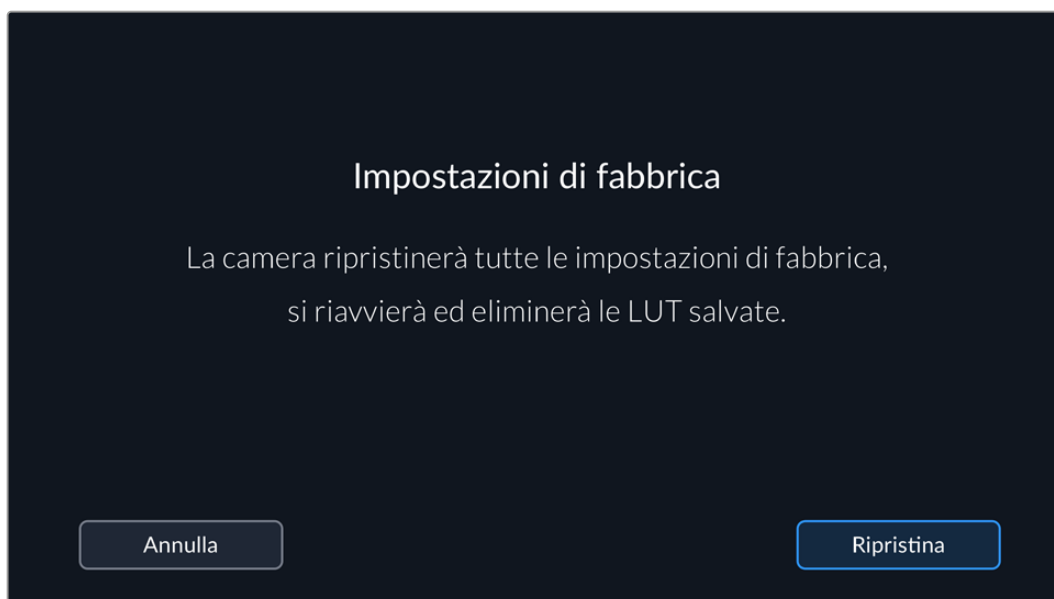 Impostazioni di fabbrica
La camera ripristinerà tutte le impostazioni di fabbrica,
si riavvierà ed eliminerà le LUT salvate.
Annulla
Ripristina